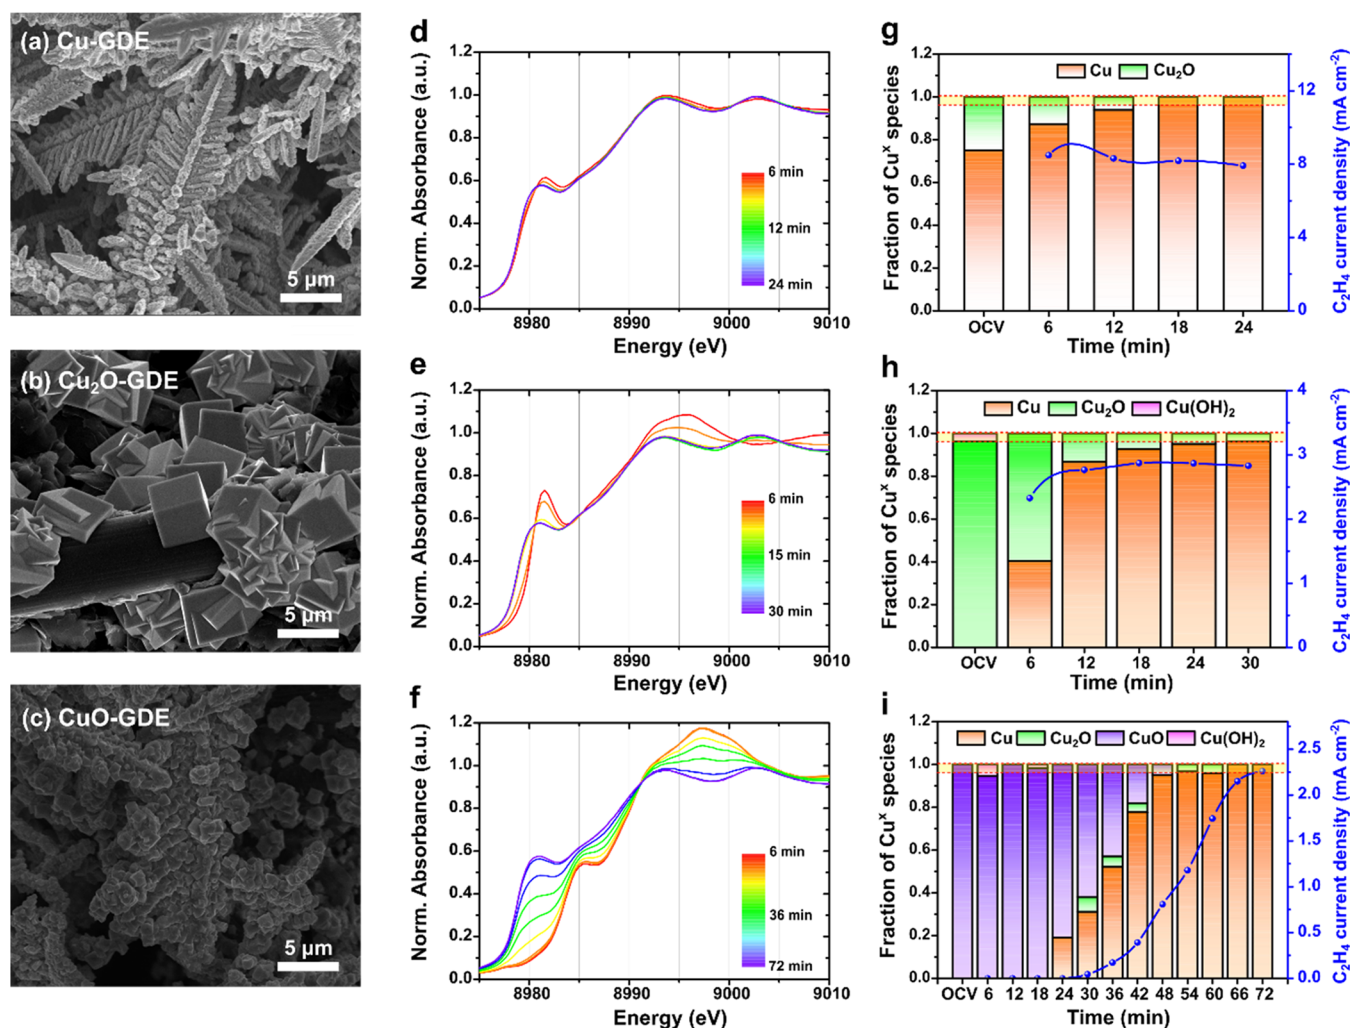 (a) Cu-GDE
5 µm
d
Norm. Absorbance (a.u.)
1.2
1.0
0.8
0.6
0.4
0.2
0.0
6 min
12 min
24 min
8980 8990 9000 9010
Energy (eV)
g
Fraction of Cuˣ species
1.2
1.0
0.8
0.6
0.4
0.2
0.0
Cu Cu₂O
OCV 6 12 18 24
Time (min)
12
8
4
0
C₂H₄ current density (mA cm⁻²)
(b) Cu₂O-GDE
5 µm
e
Norm. Absorbance (a.u.)
1.2
1.0
0.8
0.6
0.4
0.2
0.0
6 min
15 min
30 min
8980 8990 9000 9010
Energy (eV)
h
Fraction of Cuˣ species
1.2
1.0
0.8
0.6
0.4
0.2
0.0
Cu Cu₂O Cu(OH)₂
OCV 6 12 18 24 30
Time (min)
4
3
2
1
0
C₂H₄ current density (mA cm⁻²)
(c) CuO-GDE
5 µm
f
Norm. Absorbance (a.u.)
1.2
1.0
0.8
0.6
0.4
0.2
0.0
6 min
36 min
72 min
8980 8990 9000 9010
Energy (eV)
i
Fraction of Cuˣ species
1.2
1.0
0.8
0.6
0.4
0.2
0.0
Cu Cu₂O CuO Cu(OH)₂
OCV 6 12 18 24 30 36 42 48 54 60 66 72
Time (min)
2.5
2.0
1.5
1.0
0.5
0.0
C₂H₄ current density (mA cm⁻²)